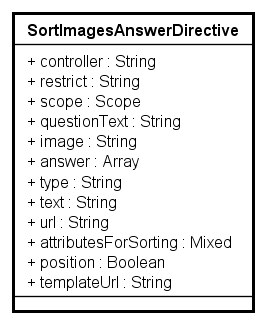 SortImagesAnswerDirective
+ controller : String
+ restrict : String
+ scope : Scope
+ questionText : String
+ image : String
+ answer : Array
+ type : String
+ text : String
+ url : String
+ attributesForSorting : Mixed
+ position : Boolean
+ templateUrl : String